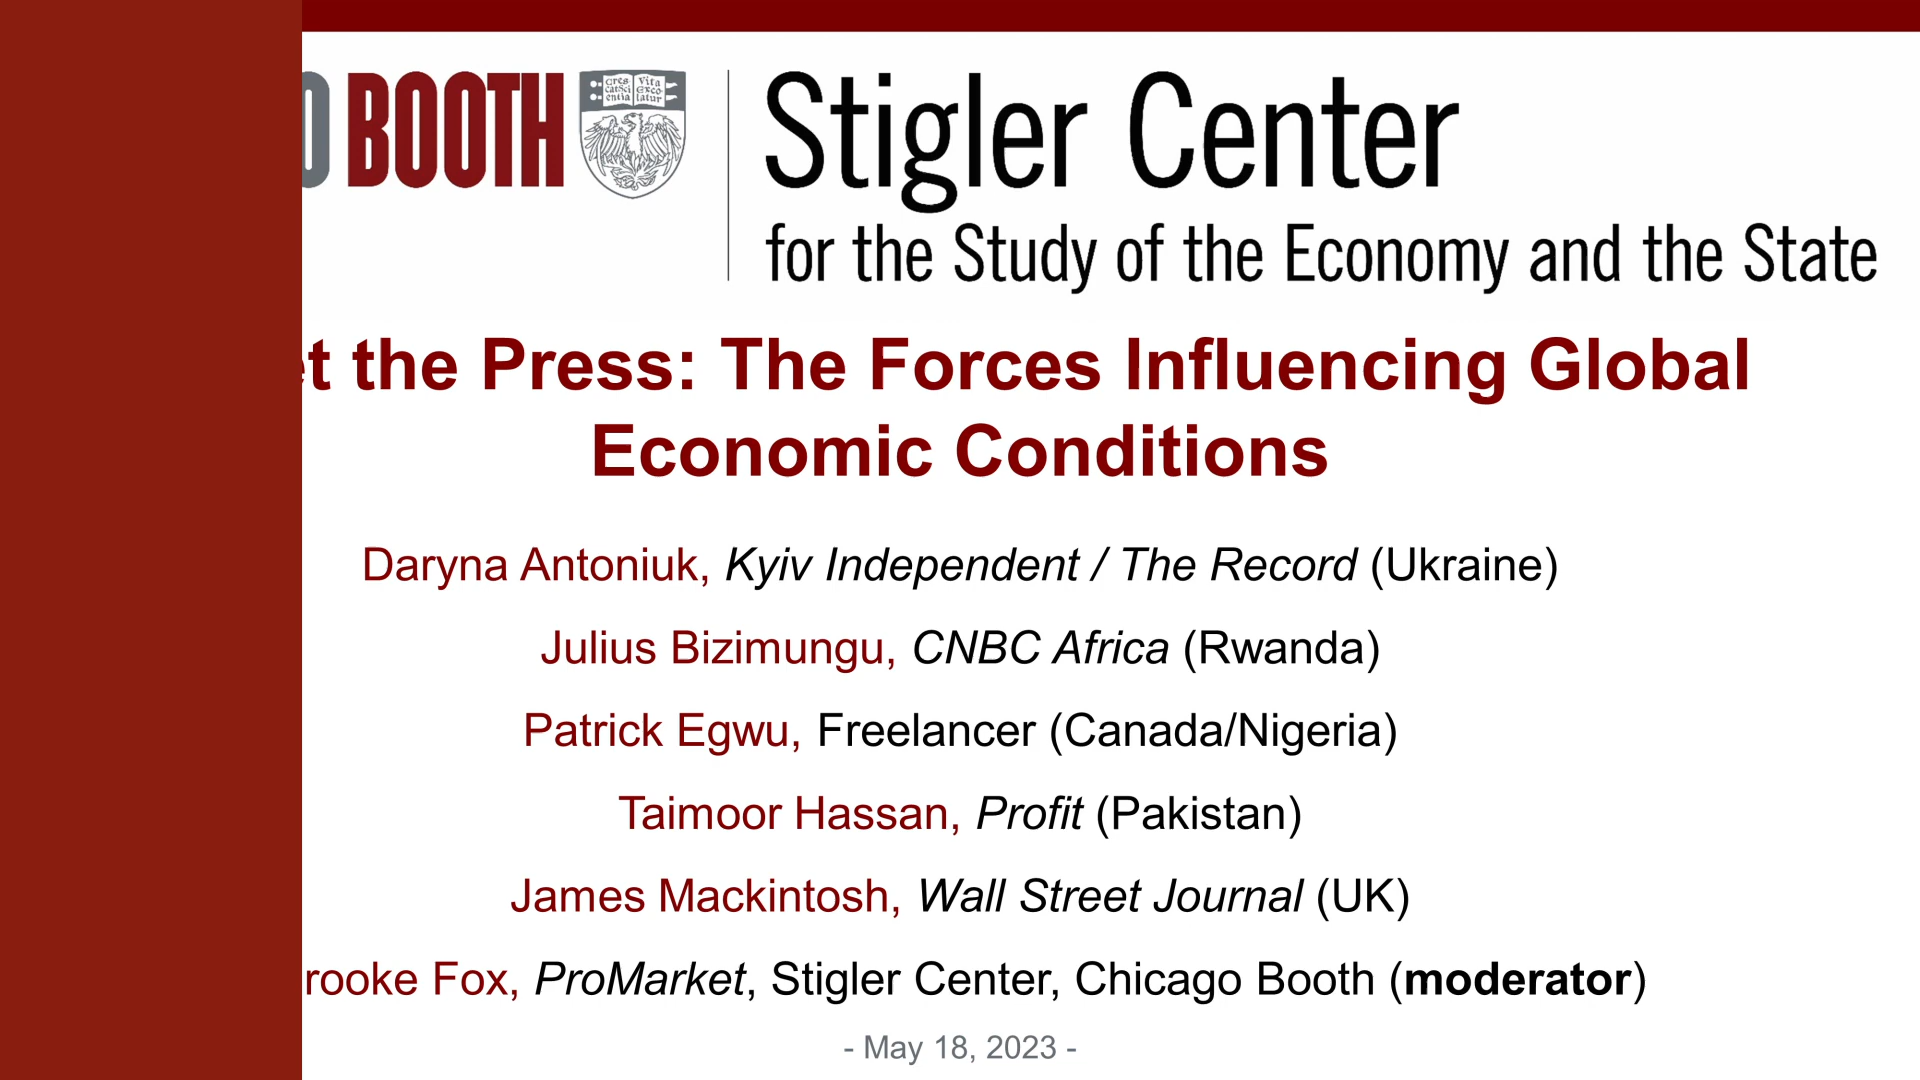 BOOTH
Stigler Center
for the Study of the Economy and the State
the Press: The Forces Influencing Global
Economic Conditions
Daryna Antoniuk, Kyiv Independent / The Record (Ukraine)
Julius Bizimungu, CNBC Africa (Rwanda)
Patrick Egwu, Freelancer (Canada/Nigeria)
Taimoor Hassan, Profit (Pakistan)
James Mackintosh, Wall Street Journal (UK)
rooke Fox, ProMarket, Stigler Center, Chicago Booth (moderator)
- May 18, 2023 -